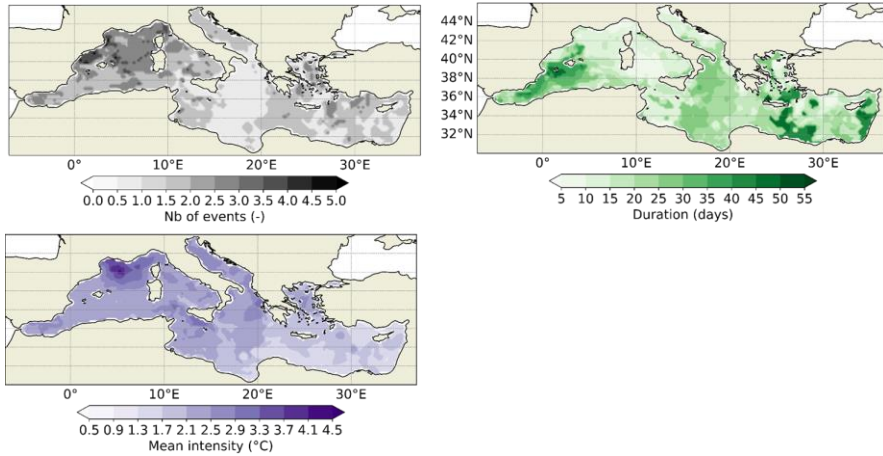 44°N
42°N
40°N
38°N
36°N
34°N
32°N
0° 10°E 20°E 30°E
0.0 0.5 1.0 1.5 2.0 2.5 3.0 3.5 4.0 4.5 5.0
Nb of events (-)
0° 10°E 20°E 30°E
5 10 15 20 25 30 35 40 45 50 55
Duration (days)
0° 10°E 20°E 30°E
0.5 0.9 1.3 1.7 2.1 2.5 2.9 3.3 3.7 4.1 4.5
Mean intensity (°C)